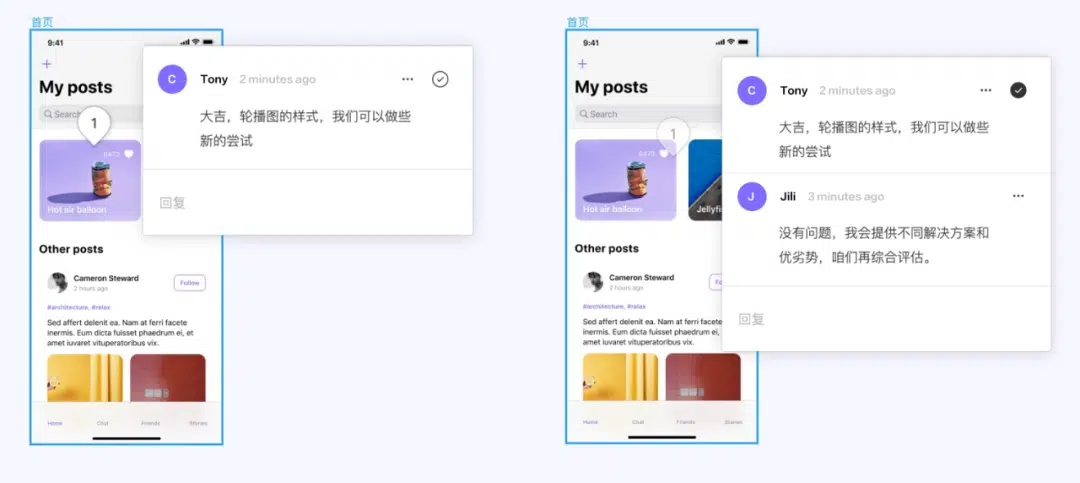 首页
9:41
+
My posts
Search
1
6473
Hot air balloon
Other posts
Cameron Steward
2 hours ago
Follow
#architecture, #relax
Sed affert delenit ea. Nam at ferri facete
inermis. Eum dicta fuisset phaedrum ei, et
amet iuvaret vituperatoribus vix.
Home
Chat
Friends
Stories
C
Tony
2 minutes ago
大吉，轮播图的样式，我们可以做些
新的尝试
回复
首页
9:41
+
My posts
Search
1
6473
Hot air balloon
Jellyfis
Other posts
Cameron Steward
2 hours ago
Fo
#architecture, #relax
Sed affert delenit ea. Nam at ferri facete
inermis. Eum dicta fuisset phaedrum ei, et
amet iuvaret vituperatoribus vix.
Home
Chat
Friends
Stories
C
Tony
2 minutes ago
大吉，轮播图的样式，我们可以做些
新的尝试
J
Jili
3 minutes ago
没有问题，我会提供不同解决方案和
优劣势，咱们再综合评估。
回复